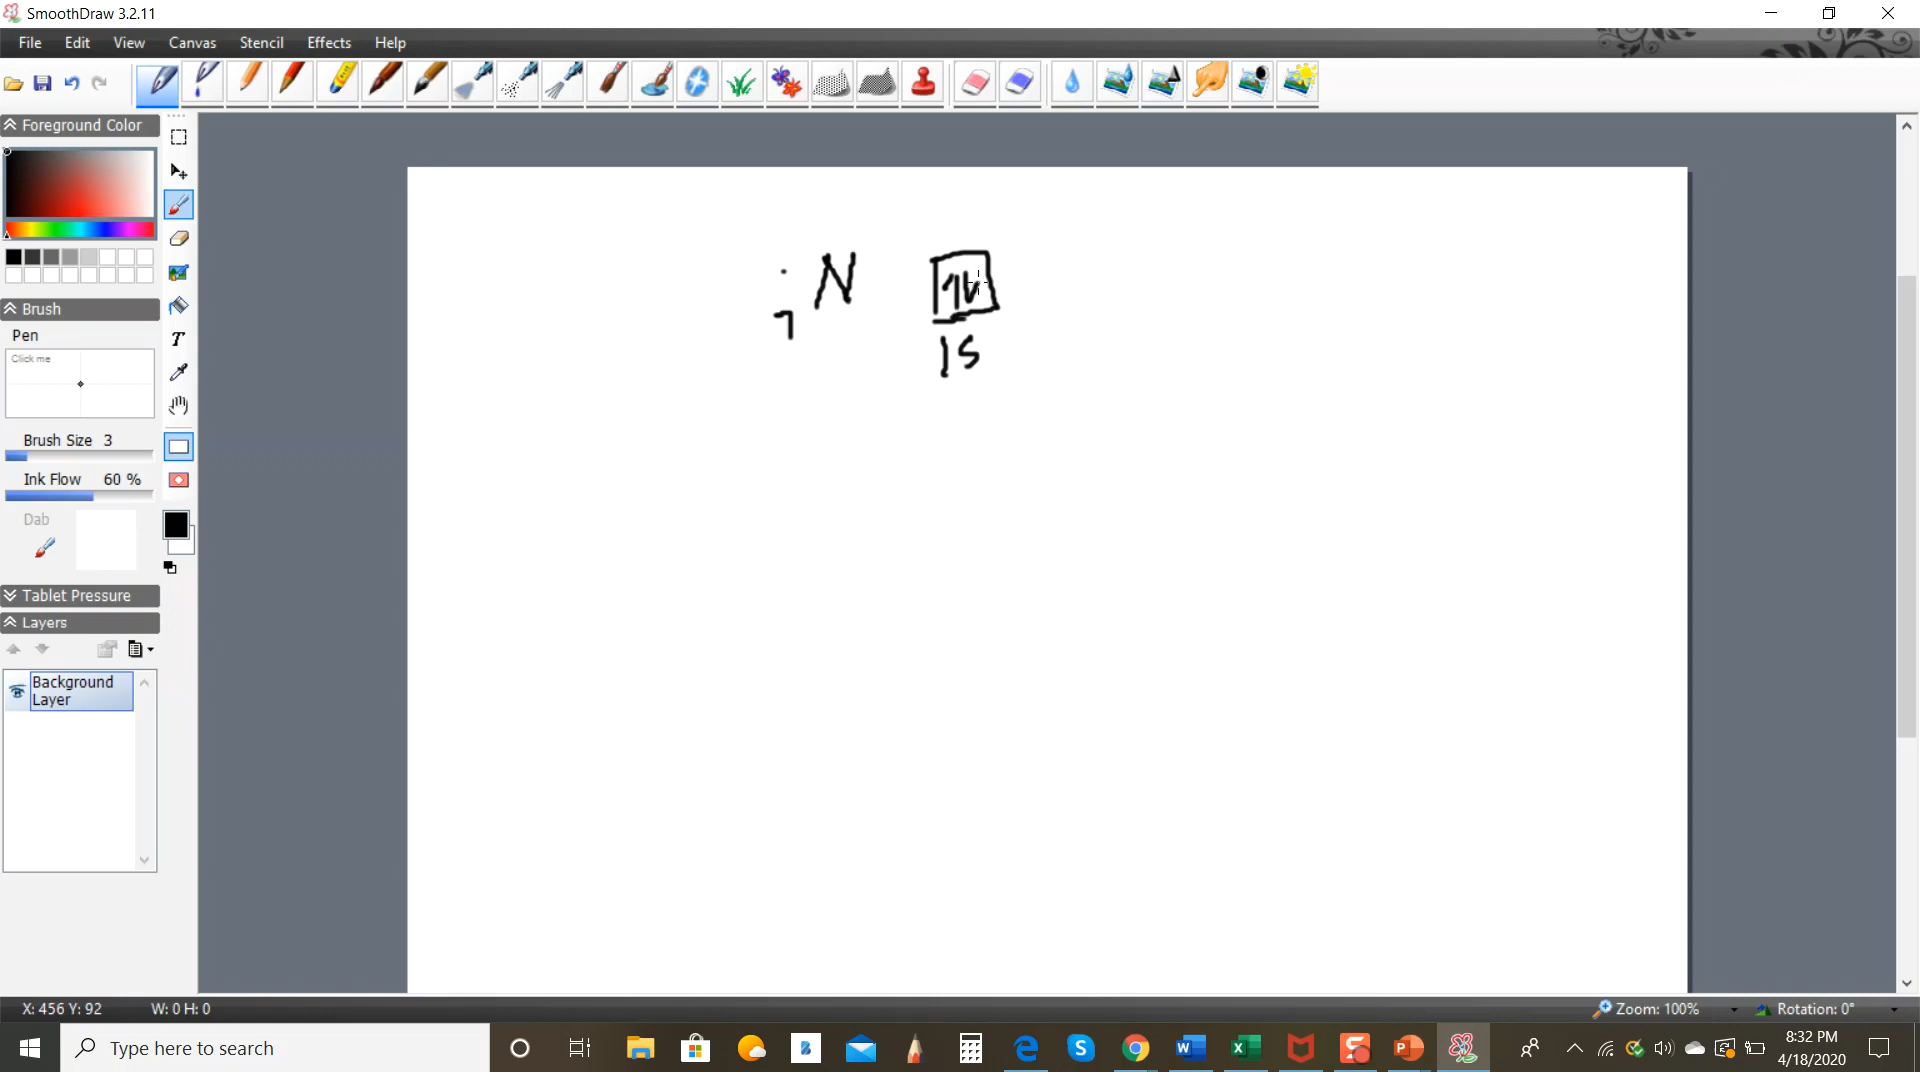 SmoothDraw 3.2.11
File Edit View Canvas Stencil Effects Help
Foreground Color
Brush
Pen
Click me
Brush Size 3
Ink Flow 60 %
Dab
Tablet Pressure
Layers
Background
Layer
N
7
15
X: 456 Y: 92 W: 0 H: 0 Zoom: 100% Rotation: 0°
Type here to search
8:32 PM
4/18/2020